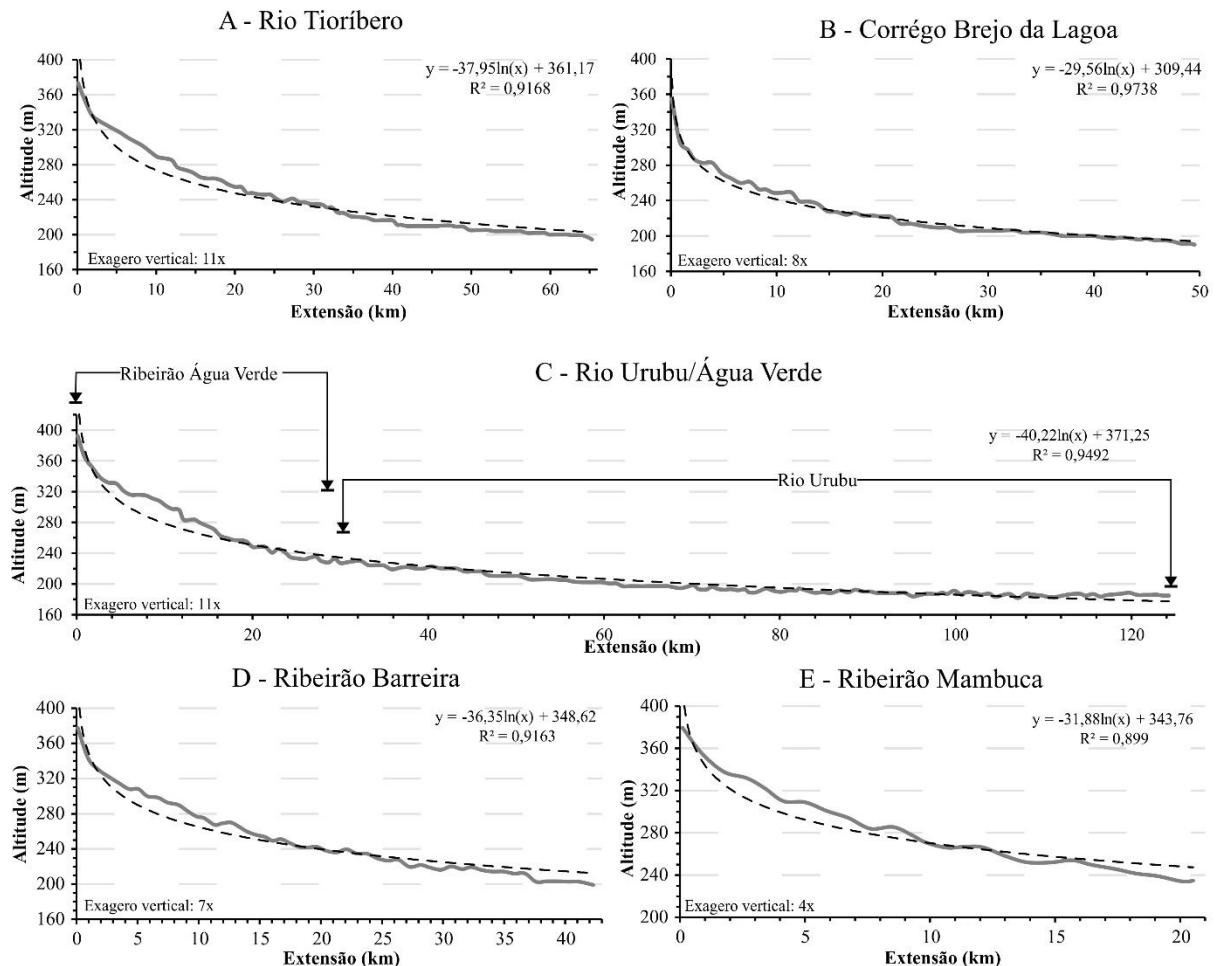 A - Rio Tioríbero
y = -37,95ln(x) + 361,17
R² = 0,9168
Altitude (m)
400
360
320
280
240
200
160
Exagero vertical: 11x
0 10 20 30 40 50 60
Extensão (km)
B - Corrégo Brejo da Lagoa
y = -29,56ln(x) + 309,44
R² = 0,9738
Altitude (m)
400
360
320
280
240
200
160
Exagero vertical: 8x
0 10 20 30 40 50
Extensão (km)
C - Rio Urubu/Água Verde
Ribeirão Água Verde
y = -40,22ln(x) + 371,25
R² = 0,9492
Rio Urubu
Altitude (m)
400
360
320
280
240
200
160
Exagero vertical: 11x
0 20 40 60 80 100 120
Extensão (km)
D - Ribeirão Barreira
y = -36,35ln(x) + 348,62
R² = 0,9163
Altitude (m)
400
360
320
280
240
200
160
Exagero vertical: 7x
0 5 10 15 20 25 30 35 40
Extensão (km)
E - Ribeirão Mambuca
y = -31,88ln(x) + 343,76
R² = 0,899
Altitude (m)
400
360
320
280
240
200
Exagero vertical: 4x
0 5 10 15 20
Extensão (km)